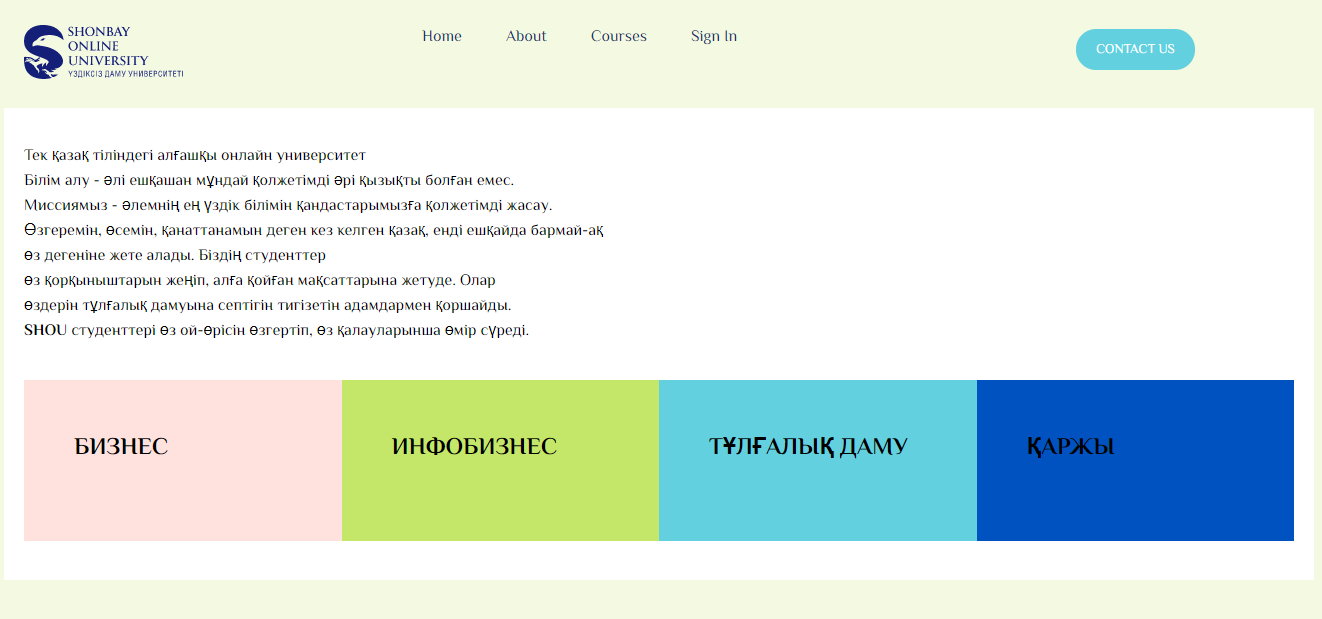 SHONBAY
ONLINE
UNIVERSITY
ҮЗДІКСІЗ ДАМУ УНИВЕРСИТЕТІ
Home About Courses Sign In
CONTACT US
Тек қазақ тіліндегі алғашқы онлайн университет
Білім алу - әлі ешқашан мұндай қолжетімді әрі қызықты болған емес.
Миссиямыз - әлемнің ең үздік білімін қандастарымызға қолжетімді жасау.
Өзгеремін, өсемін, қанаттанамын деген кез келген қазақ, енді ешқайда бармай-ақ
өз дегеніне жете алады. Біздің студенттер
өз қорқыныштарын жеңіп, алға қойған мақсаттарына жетуде. Олар
өздерін тұлғалық дамуына септігін тигізетін адамдармен қоршайды.
SHOU студенттері өз ой-өрісін өзгертіп, өз қалауларынша өмір сүреді.
БИЗНЕС
ИНФОБИЗНЕС
ТҰЛҒАЛЫҚ ДАМУ
ҚАРЖЫ